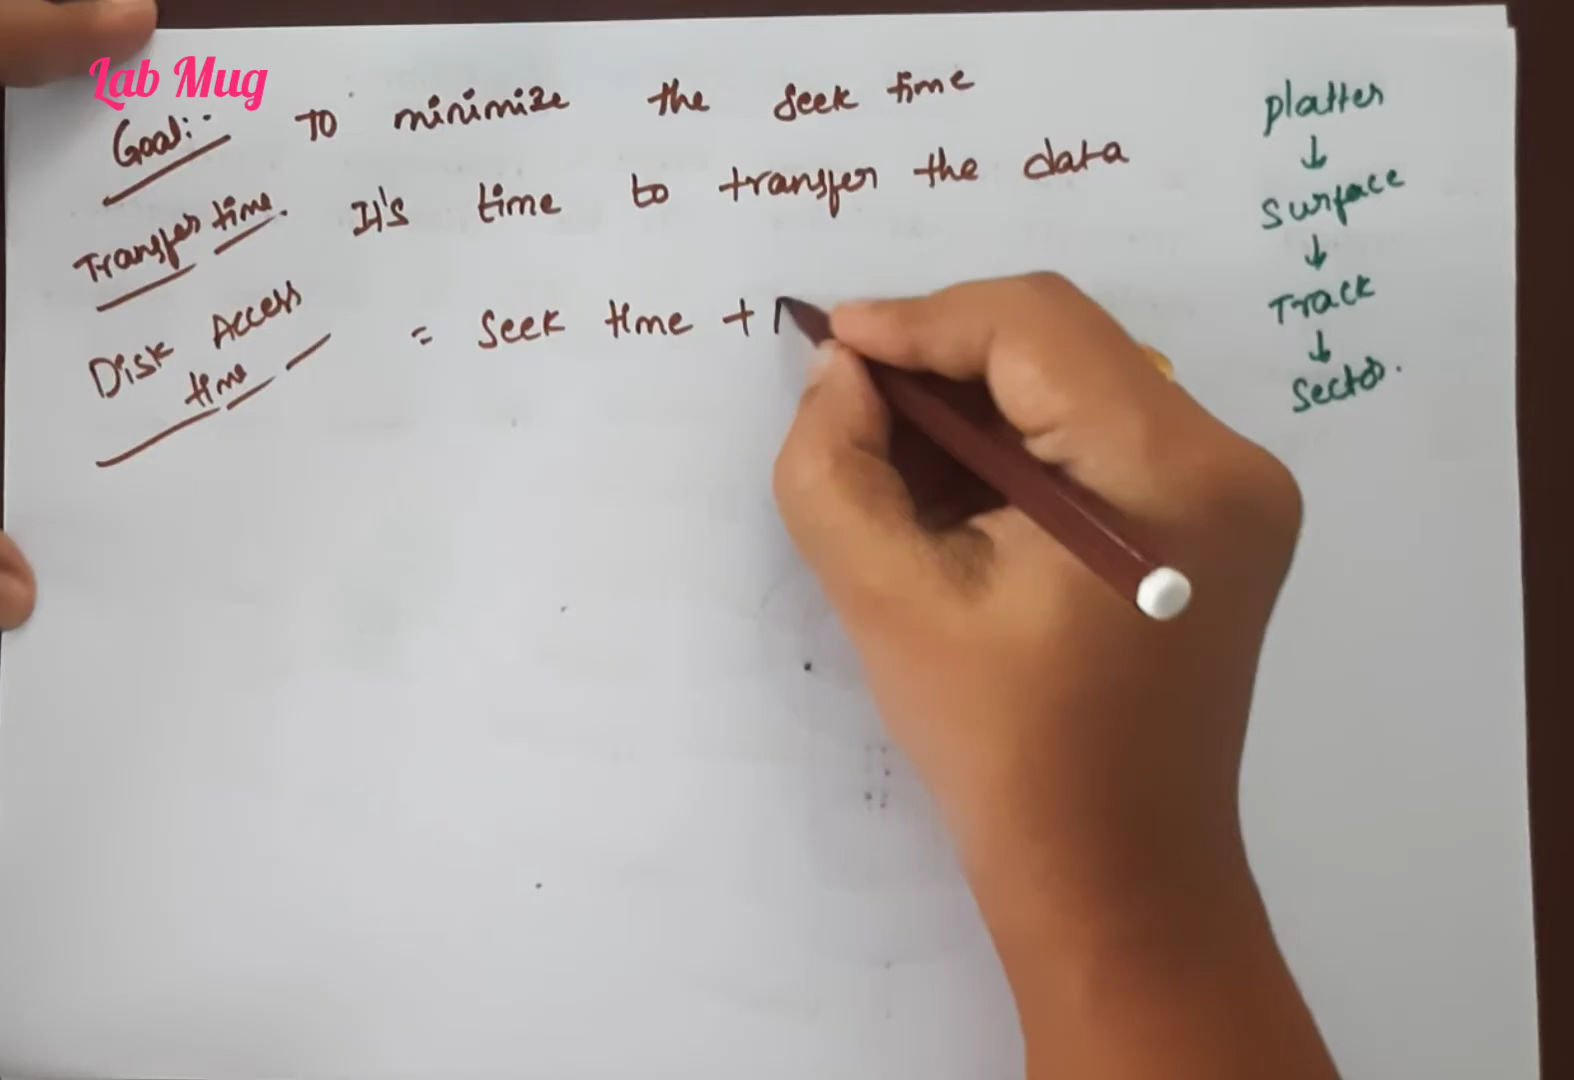 Lab Mug
Goal:- To minimize the seek time
Transfer time. It's time to transfer the data
Disk Access time = seek time +
platter
↓
surface
↓
Track
↓
Sector.